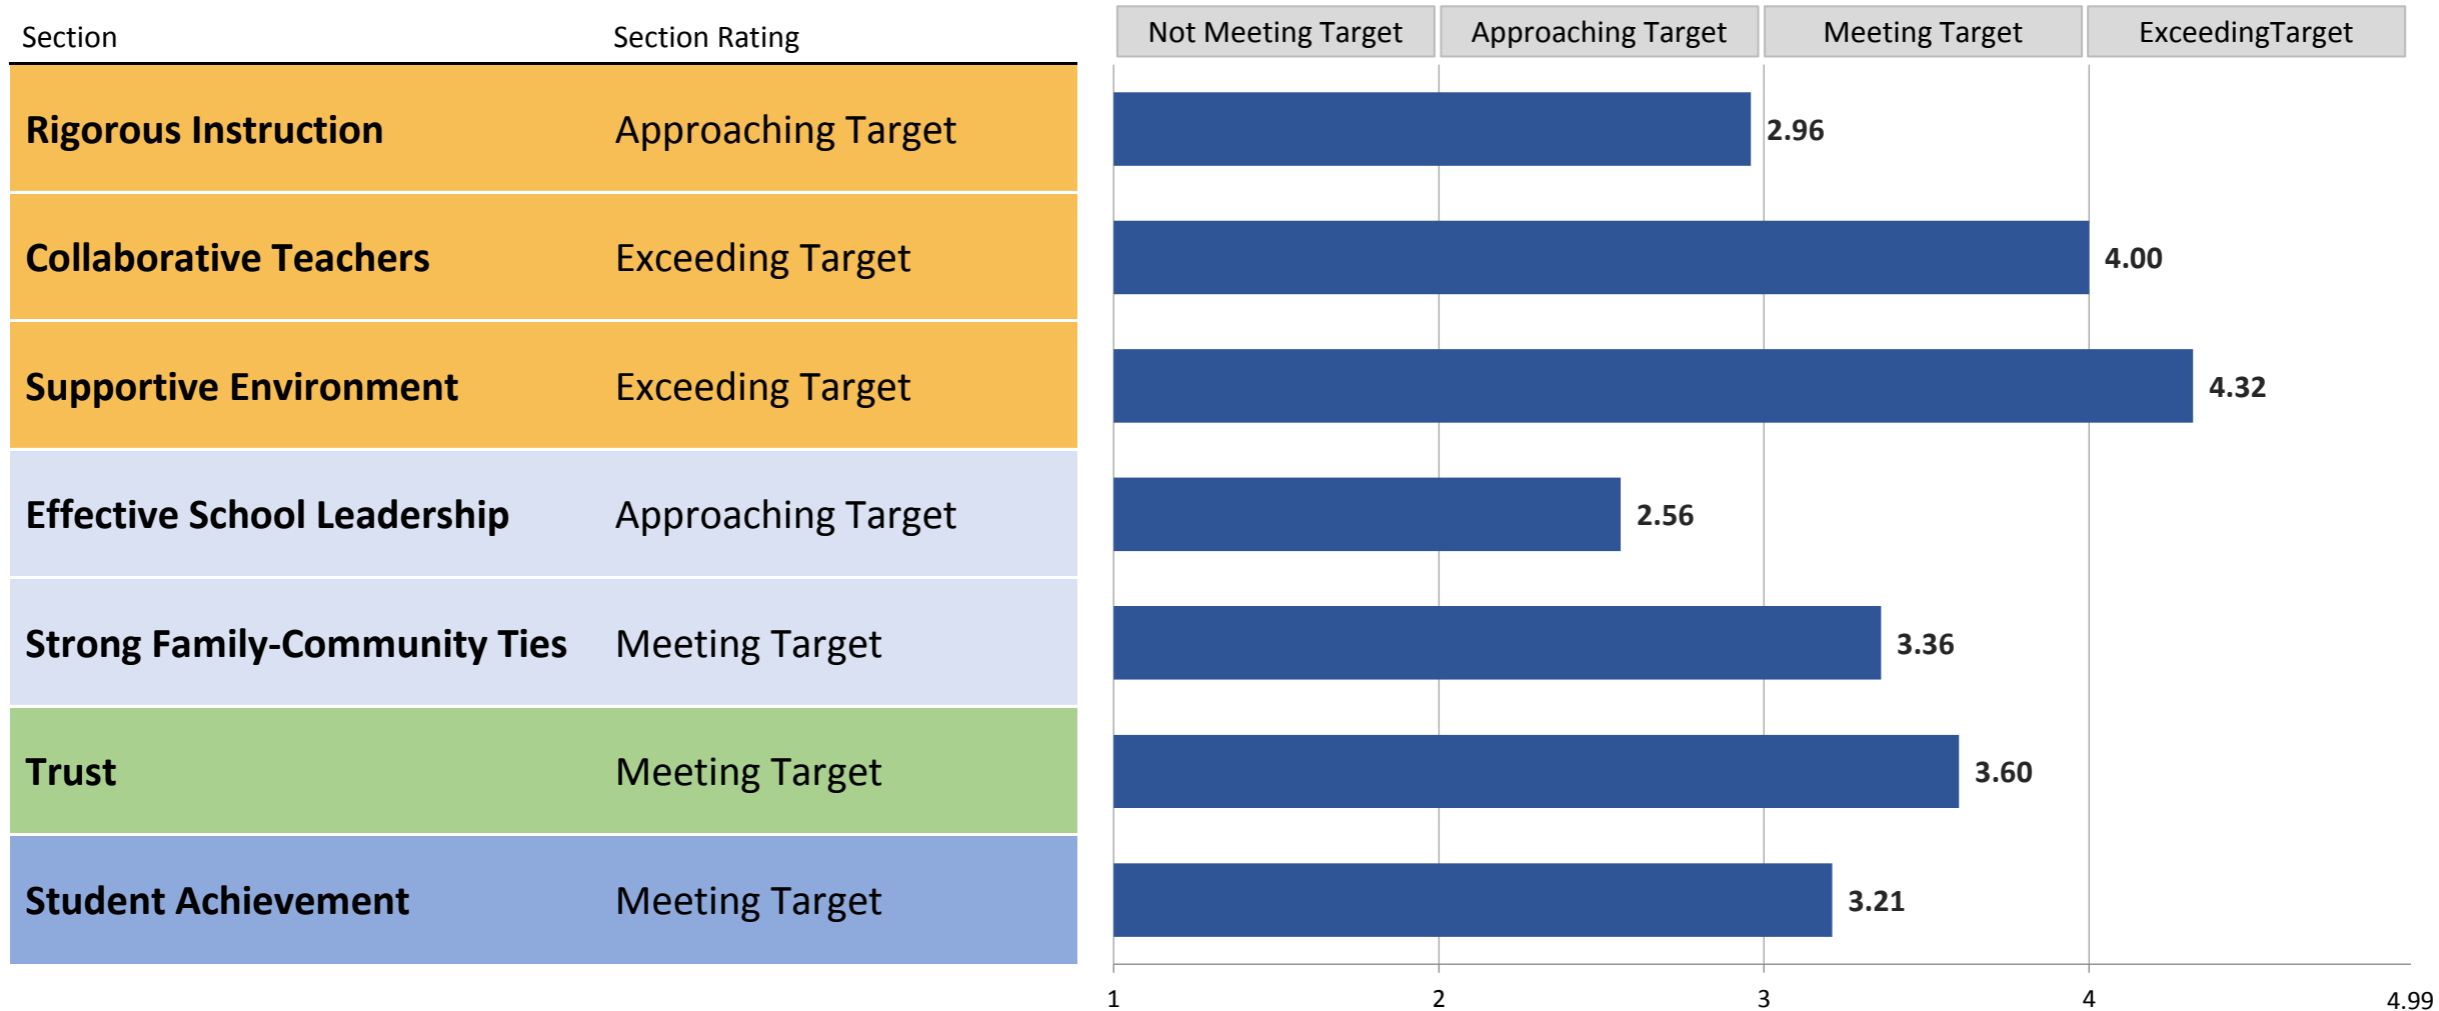 Section Section Rating Not Meeting Target Approaching Target Meeting Target ExceedingTarget
Rigorous Instruction Approaching Target 2.96
Collaborative Teachers Exceeding Target 4.00
Supportive Environment Exceeding Target 4.32
Effective School Leadership Approaching Target 2.56
Strong Family-Community Ties Meeting Target 3.36
Trust Meeting Target 3.60
Student Achievement Meeting Target 3.21
1 2 3 4 4.99